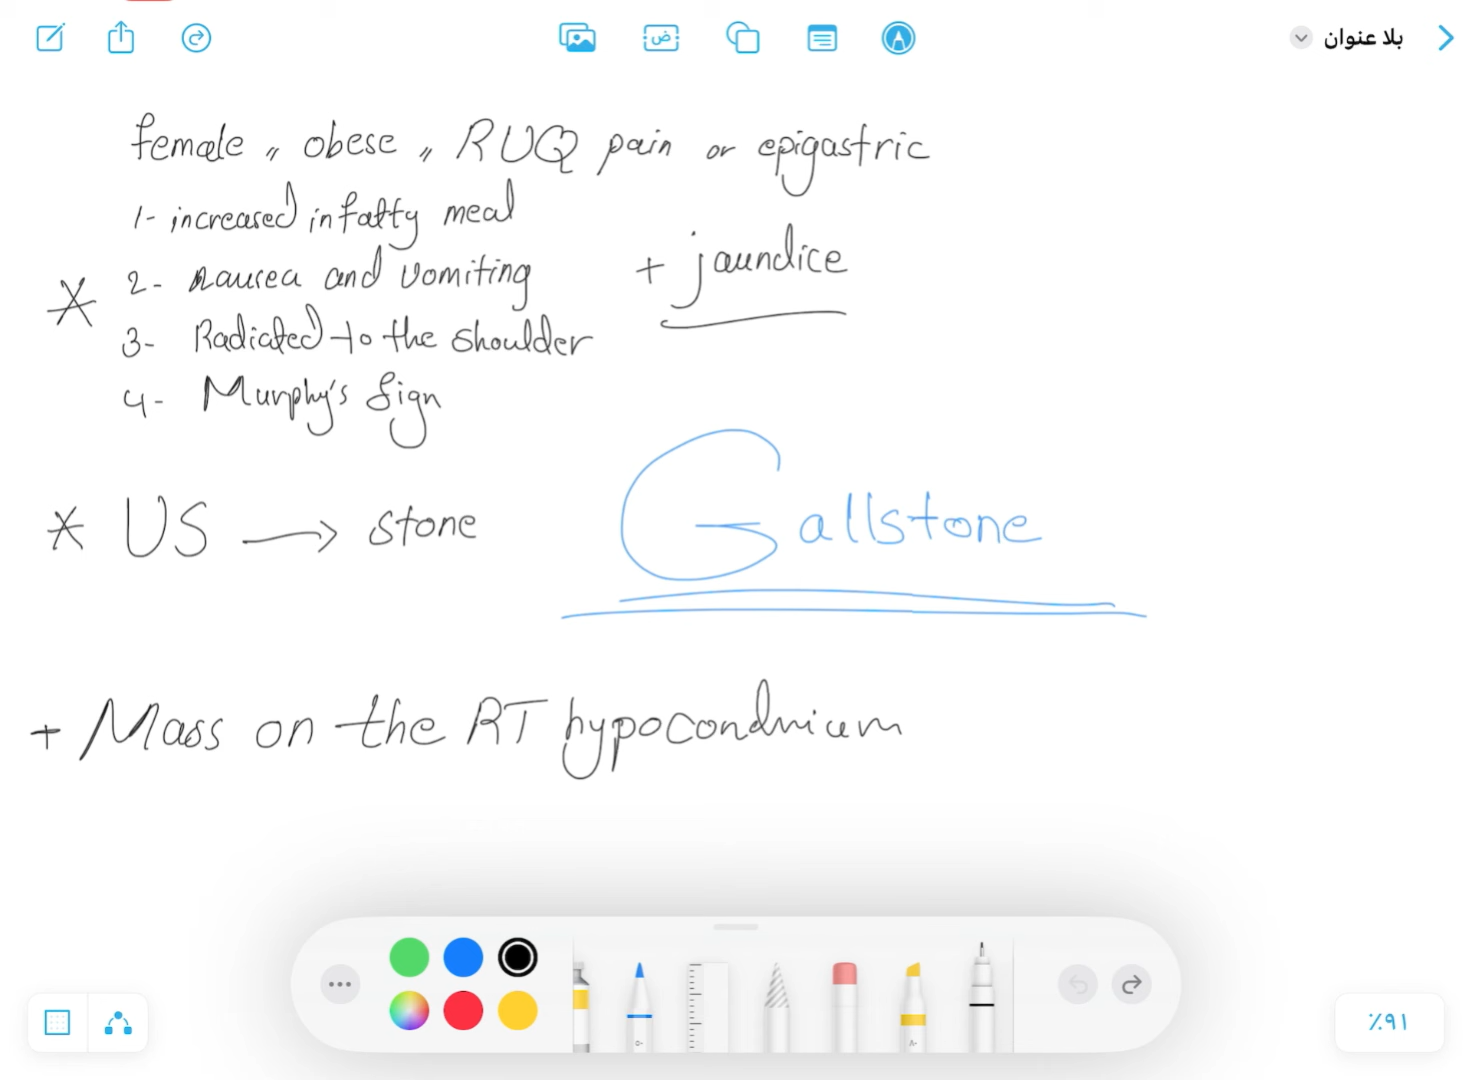 بلا عنوان
female ,, obese ,, RUQ pain or epigastric
1- increased in fatty meal
+ jaundice
* 2- nausea and vomiting
3- Radiated to the shoulder
4- Murphy's sign
* US → stone
Gallstone
+ Mass on the RT hypocondrium
٪٩١